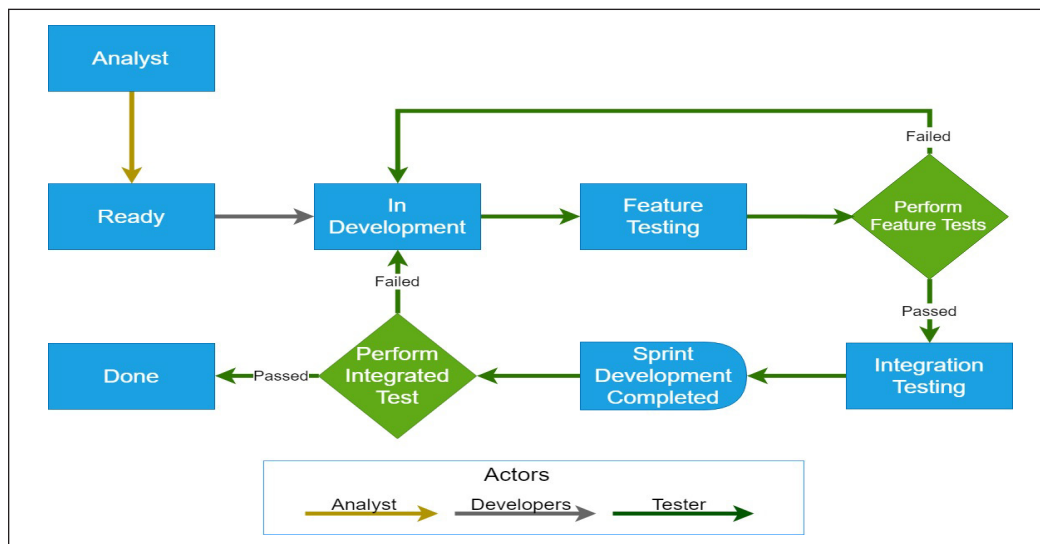 Analyst
Failed
Ready
In
Development
Feature
Testing
Perform
Feature Tests
Failed
Passed
Done
Passed
Perform
Integrated
Test
Sprint
Development
Completed
Integration
Testing
Actors
Analyst
Developers
Tester